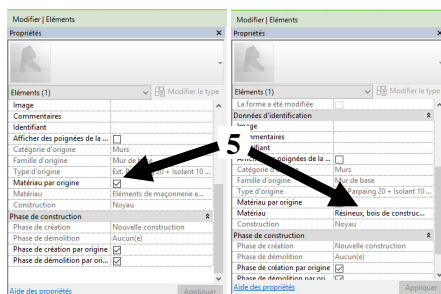 Modifier | Eléments
Propriétés
Eléments (1)
Modifier le type
Image
Commentaires
Identifiant
Afficher des poignées de la ...
Catégorie d'origine Murs
Famille d'origine Mur de base
Type d'origine Ext. 20 + Isolant 10 ...
Matériau par origine
Matériau Eléments de maçonnerie e...
Construction Noyau
Phase de construction
Phase de création Nouvelle construction
Phase de démolition Aucun(e)
Phase de création par origine
Phase de démolition par ori...
Aide des propriétés
Appliquer
5
Modifier | Eléments
Propriétés
Eléments (1)
Modifier le type
La forme a été modifiée
Données d'identification
Image
mentaires
ifiant
poignées de la ...
Catégorie d'origine Murs
Famille d'origine de base
Type d'origine Parpaing 20 + Isolant 10 ...
Matériau par origine
Matériau Résineux, bois de construc...
Construction Noyau
Phase de construction
Phase de création Nouvelle construction
Phase de démolition Aucun(e)
Phase de création par origine
Phase de démolition par ori...
Aide des propriétés
Appliquer